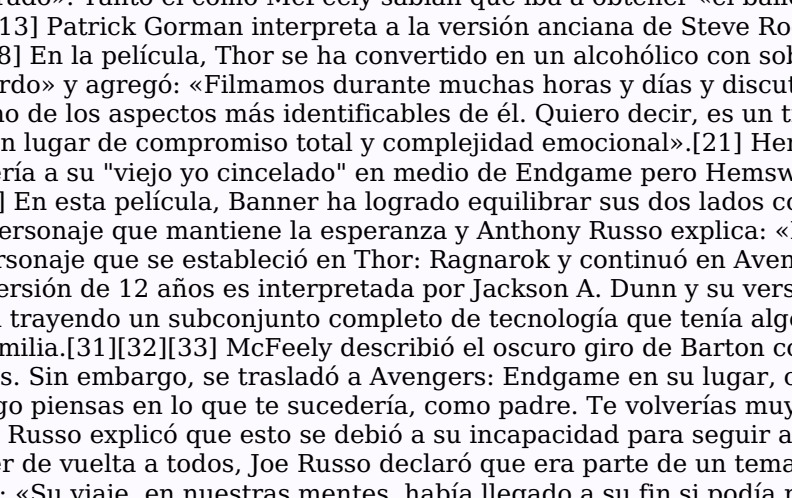 Tanto él como McFeely sabían que iba a obtener «el
13] Patrick Gorman interpreta a la versión anciana de Steve Ro
8] En la película, Thor se ha convertido en un alcohólico con sob
rdo» y agregó: «Filmamos durante muchas horas y días y discut
o de los aspectos más identificables de él. Quiero decir, es un t
n lugar de compromiso total y complejidad emocional».[21] Hem
ería a su "viejo yo cincelado" en medio de Endgame pero Hemsw
] En esta película, Banner ha logrado equilibrar sus dos lados co
ersonaje que mantiene la esperanza y Anthony Russo explica: «
rsonaje que se estableció en Thor: Ragnarok y continuó en Aven
ersión de 12 años es interpretada por Jackson A. Dunn y su vers
trayendo un subconjunto completo de tecnología que tenía alg
milia.[31][32][33] McFeely describió el oscuro giro de Barton co
s. Sin embargo, se trasladó a Avengers: Endgame en su lugar,
go piensas en lo que te sucedería, como padre. Te volverías muy
Russo explicó que esto se debió a su incapacidad para seguir a
er de vuelta a todos, Joe Russo declaró que era parte de un tema
: «Su viaje, en nuestras mentes, había llegado a su fin si podía